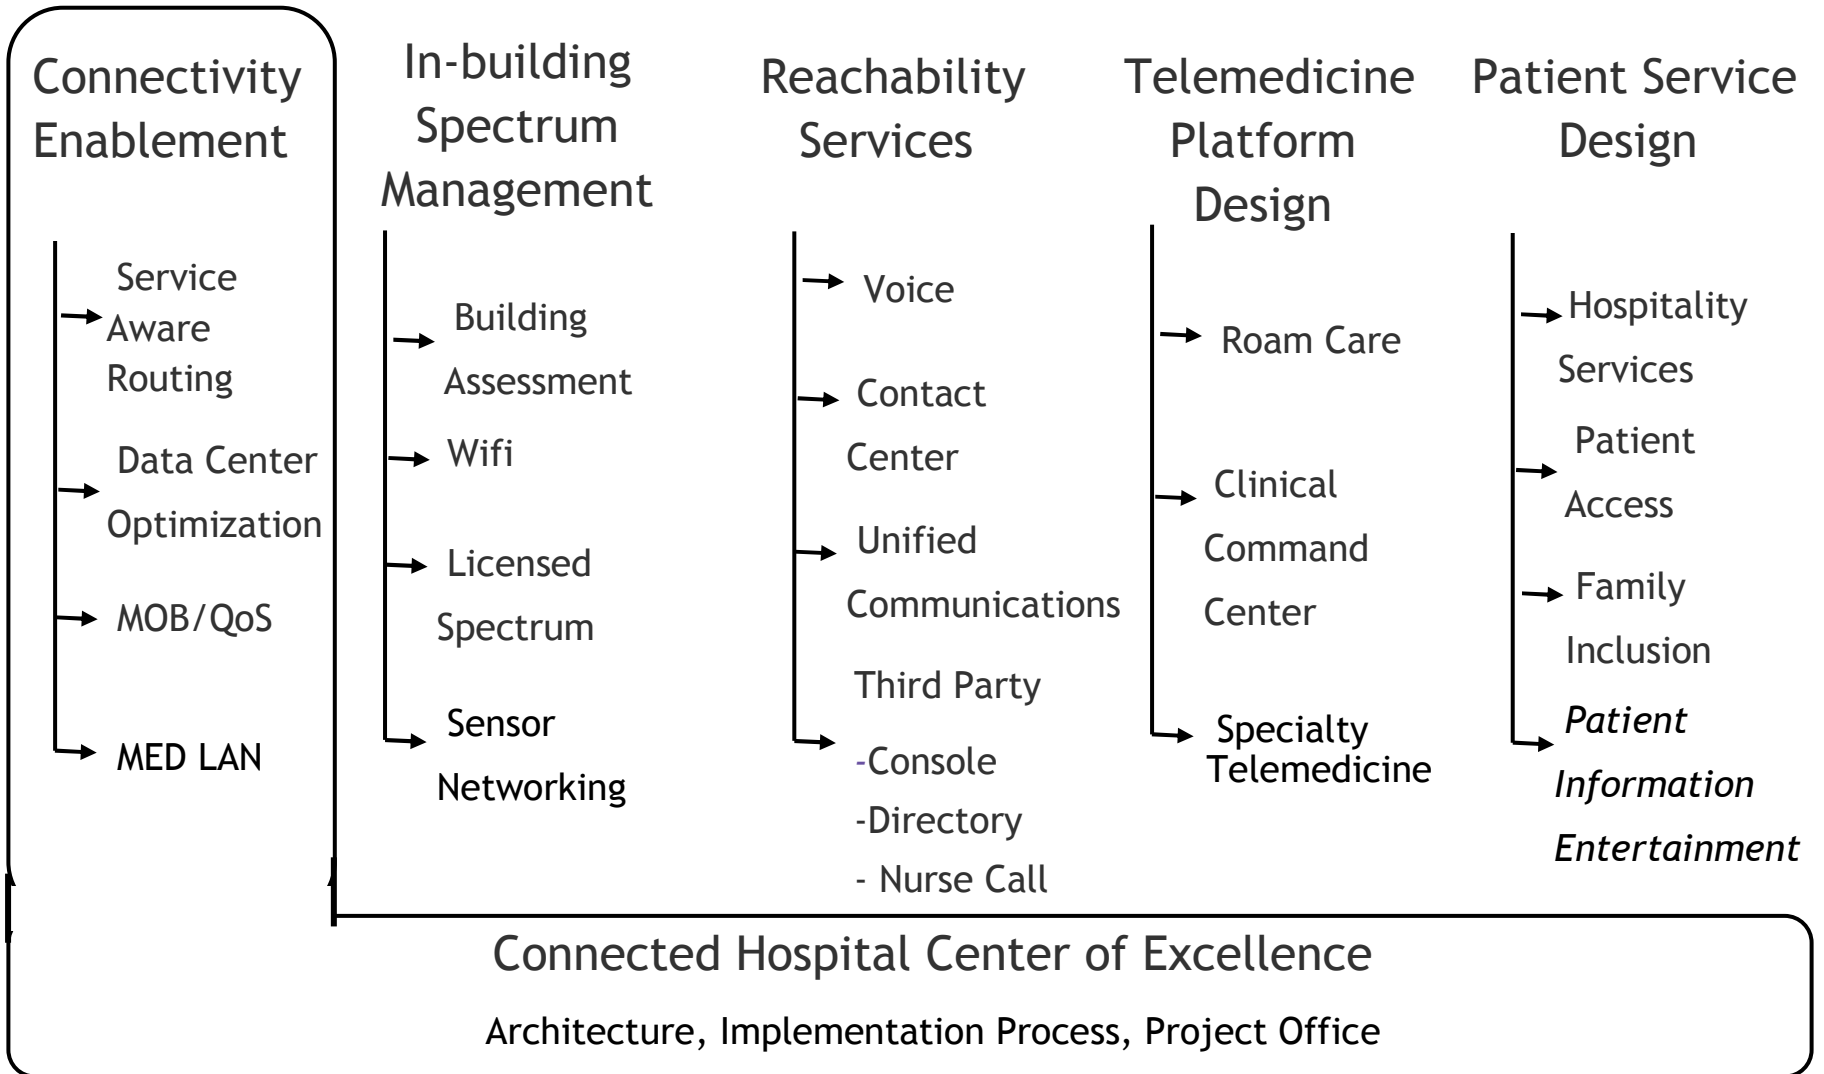 Connectivity
Enablement
Service
Aware
Routing
Data Center
Optimization
MOB/QoS
MED LAN
In-building
Spectrum
Management
Building
Assessment
Wifi
Licensed
Spectrum
Sensor
Networking
Reachability
Services
Voice
Contact
Center
Unified
Communications
Third Party
-Console
-Directory
- Nurse Call
Telemedicine
Platform
Design
Roam Care
Clinical
Command
Center
Specialty
Telemedicine
Patient Service
Design
Hospitality
Services
Patient
Access
Family
Inclusion
Patient
Information
Entertainment
Connected Hospital Center of Excellence
Architecture, Implementation Process, Project Office